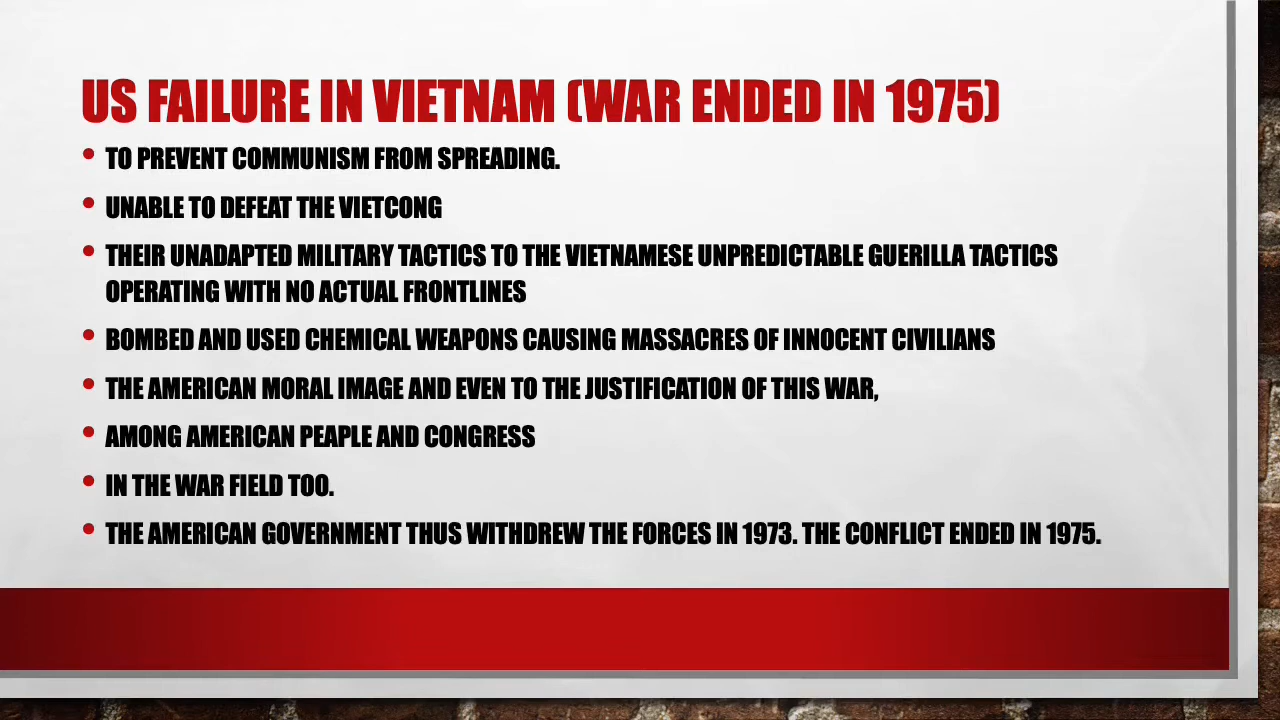 US FAILURE IN VIETNAM (WAR ENDED IN 1975)
• TO PREVENT COMMUNISM FROM SPREADING.
• UNABLE TO DEFEAT THE VIETCONG
• THEIR UNADAPTED MILITARY TACTICS TO THE VIETNAMESE UNPREDICTABLE GUERILLA TACTICS
OPERATING WITH NO ACTUAL FRONTLINES
• BOMBED AND USED CHEMICAL WEAPONS CAUSING MASSACRES OF INNOCENT CIVILIANS
• THE AMERICAN MORAL IMAGE AND EVEN TO THE JUSTIFICATION OF THIS WAR,
• AMONG AMERICAN PEAPLE AND CONGRESS
• IN THE WAR FIELD TOO.
• THE AMERICAN GOVERNMENT THUS WITHDREW THE FORCES IN 1973. THE CONFLICT ENDED IN 1975.